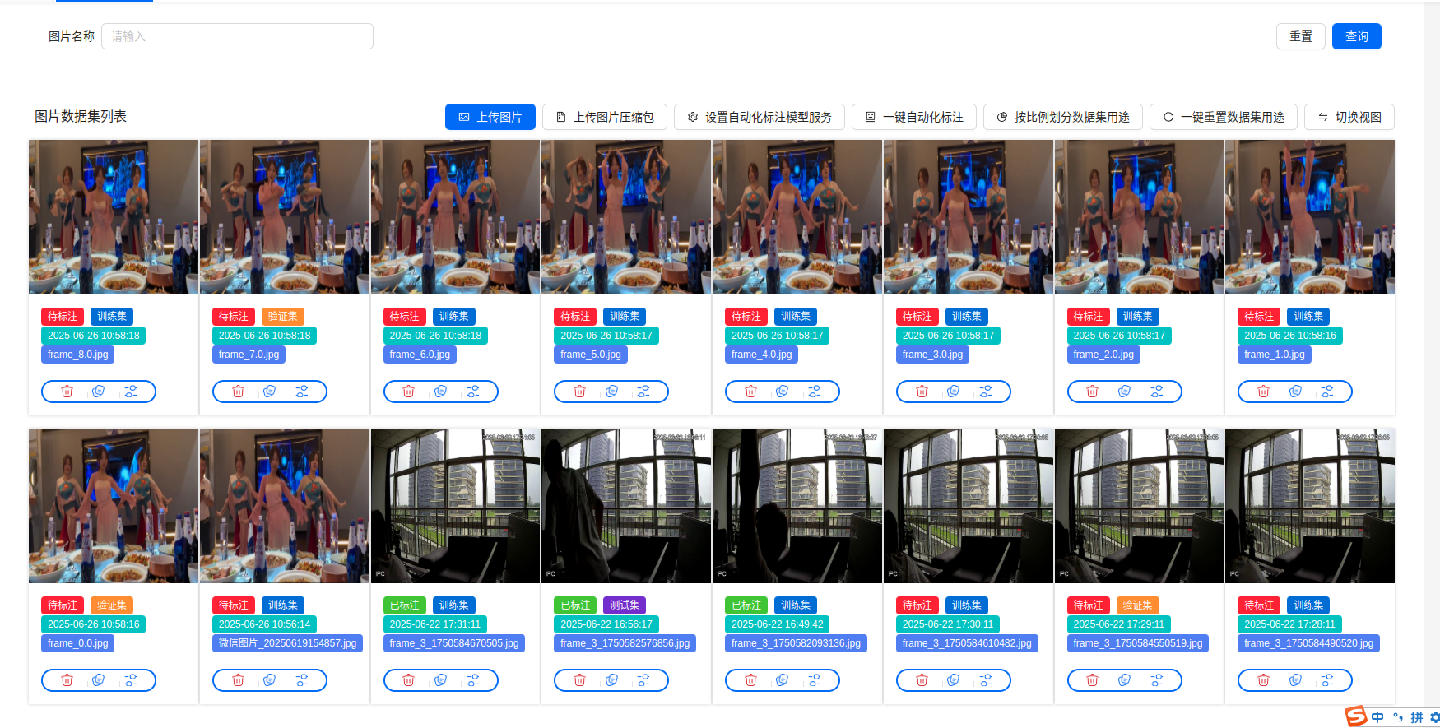 图片名称 请输入 重置 查询
图片数据集列表 上传图片 上传图片压缩包 设置自动化标注模型服务 一键自动化标注 按比例划分数据集用途 一键重置数据集用途 切换视图
待标注 训练集
2025-06-26 10:58:18
frame_8.0.jpg
待标注 验证集
2025-06-26 10:58:18
frame_7.0.jpg
待标注 训练集
2025-06-26 10:58:18
frame_6.0.jpg
待标注 训练集
2025-06-26 10:58:17
frame_5.0.jpg
待标注 训练集
2025-06-26 10:58:17
frame_4.0.jpg
待标注 训练集
2025-06-26 10:58:17
frame_3.0.jpg
待标注 训练集
2025-06-26 10:58:17
frame_2.0.jpg
待标注 训练集
2025-06-26 10:58:16
frame_1.0.jpg
PC
PC
PC
PC
PC
PC
待标注 验证集
2025-06-26 10:58:16
frame_0.0.jpg
待标注 训练集
2025-06-26 10:56:14
微信图片_20250619154857.jpg
已标注 训练集
2025-06-22 17:31:11
frame_3_1750584670505.jpg
已标注 测试集
2025-06-22 16:56:17
frame_3_1750582576856.jpg
已标注 训练集
2025-06-22 16:49:42
frame_3_1750582093136.jpg
待标注 训练集
2025-06-22 17:30:11
frame_3_1750584610482.jpg
待标注 验证集
2025-06-22 17:29:11
frame_3_1750584550519.jpg
待标注 训练集
2025-06-22 17:28:11
frame_3_1750584490520.jpg
中 拼